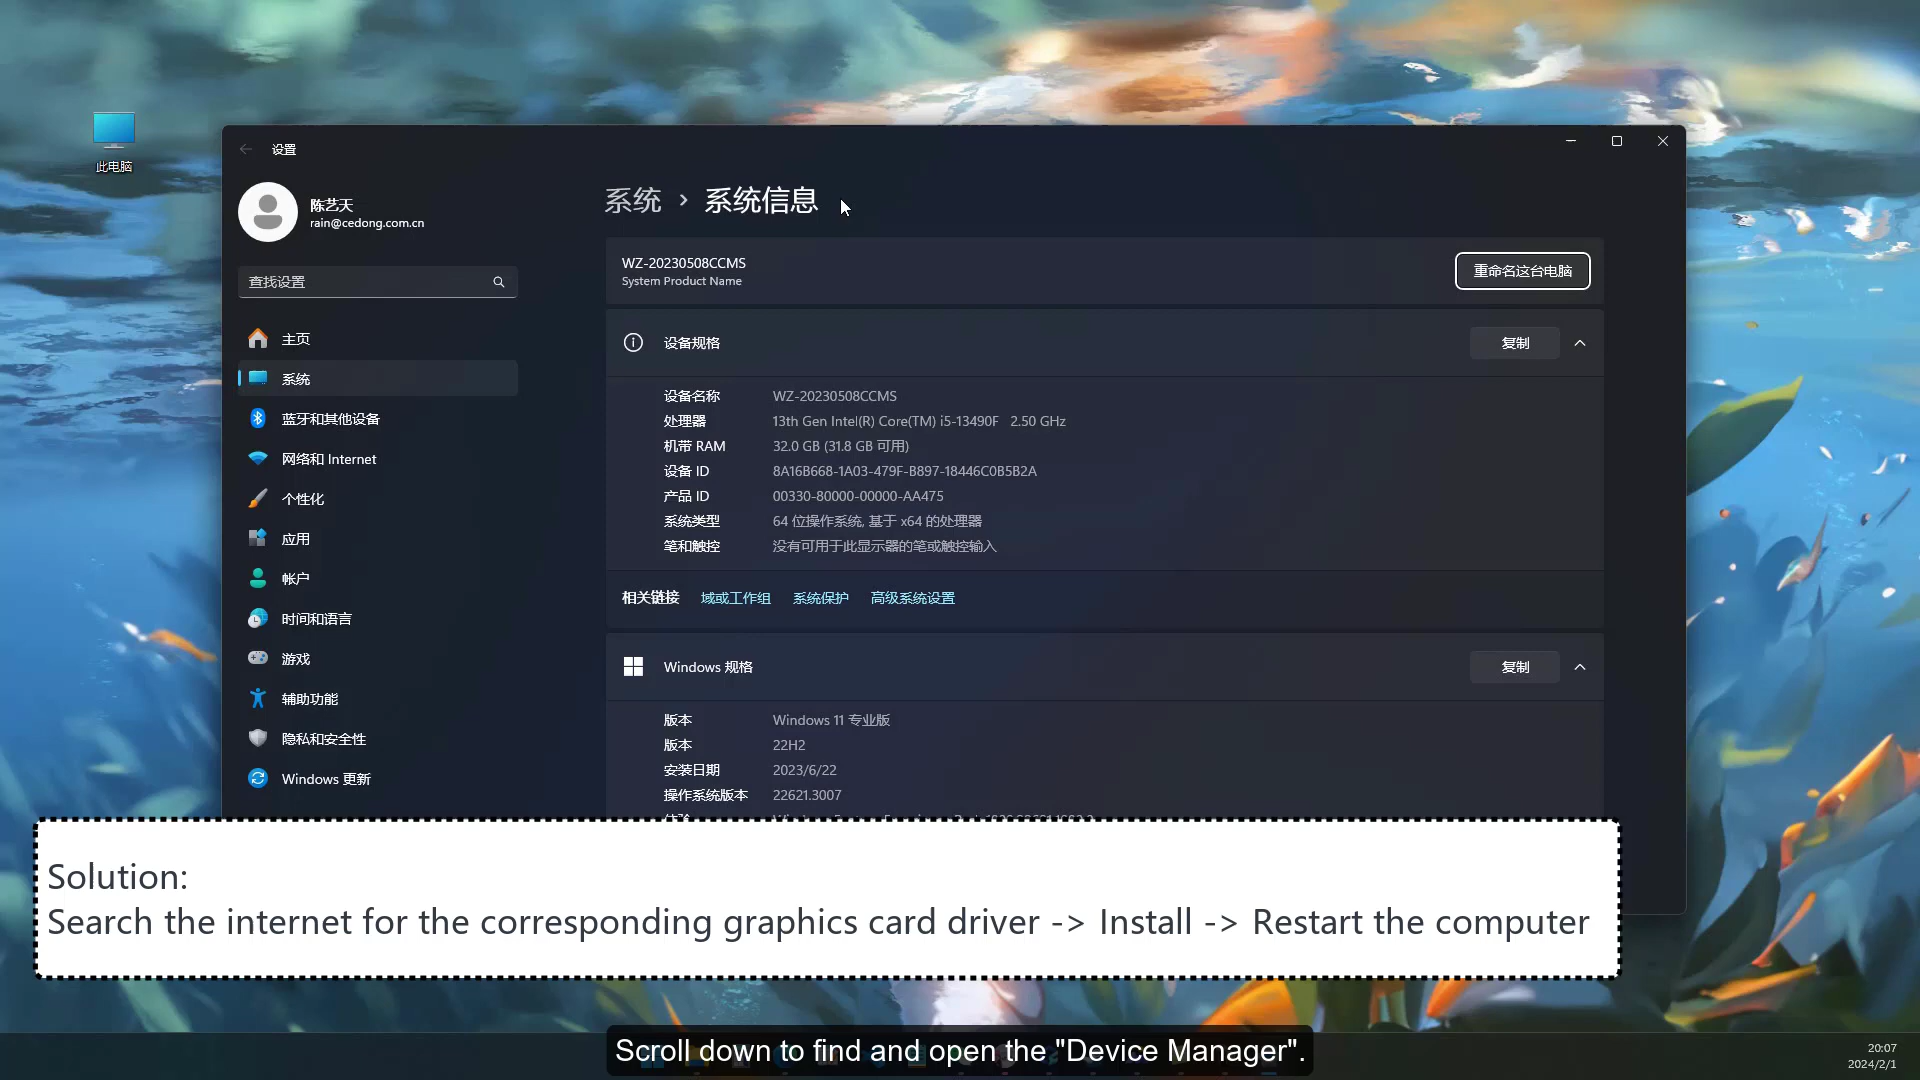 此电脑
设置
陈艺天
rain@cedong.com.cn
查找设置
主页
系统
蓝牙和其他设备
网络和 Internet
个性化
应用
帐户
时间和语言
游戏
辅助功能
隐私和安全性
Windows 更新
系统 › 系统信息
WZ-20230508CCMS
System Product Name
重命名这台电脑
设备规格
复制
设备名称 WZ-20230508CCMS
处理器 13th Gen Intel(R) Core(TM) i5-13490F 2.50 GHz
机带 RAM 32.0 GB (31.8 GB 可用)
设备 ID 8A16B668-1A03-479F-B897-18446C0B5B2A
产品 ID 00330-80000-00000-AA475
系统类型 64 位操作系统, 基于 x64 的处理器
笔和触控 没有可用于此显示器的笔或触控输入
相关链接 域或工作组 系统保护 高级系统设置
Windows 规格
复制
版本 Windows 11 专业版
版本 22H2
安装日期 2023/6/22
操作系统版本 22621.3007
Solution:
Search the internet for the corresponding graphics card driver -> Install -> Restart the computer
Scroll down to find and open the "Device Manager".
20:07
2024/2/1